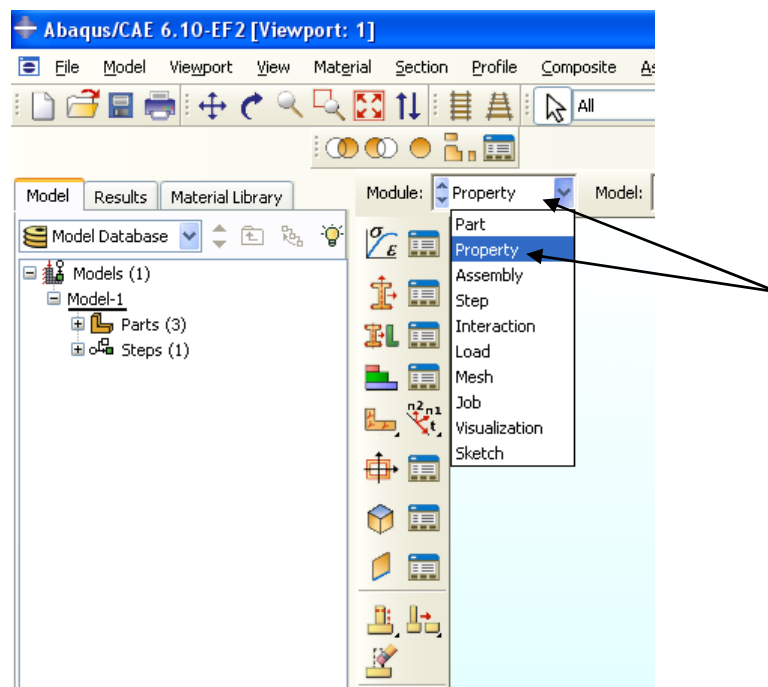 Abaqus/CAE 6.10-EF2 [Viewport: 1]
File Model Viewport View Material Section Profile Composite
All
Model Results Material Library
Module: Property Model:
Model Database
Models (1)
Model-1
Parts (3)
Steps (1)
σ
ε
n2 n1
t
Part
Property
Assembly
Step
Interaction
Load
Mesh
Job
Visualization
Sketch